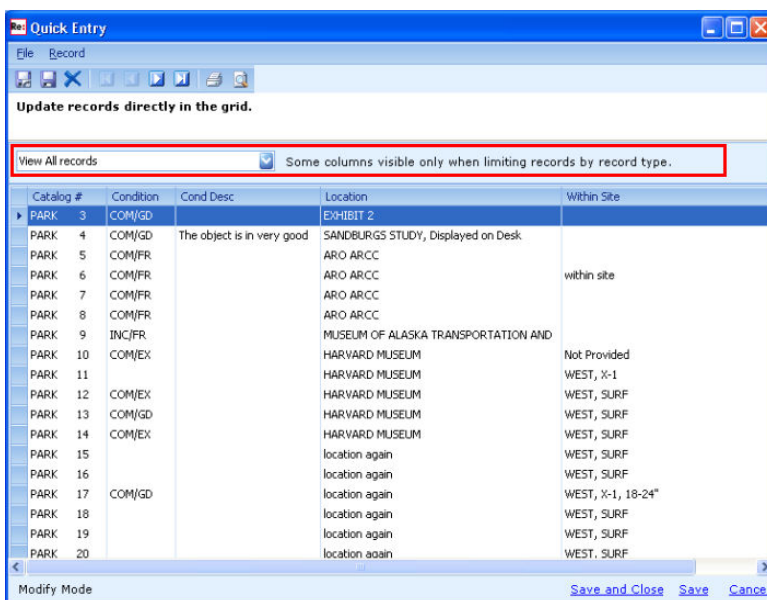 Re: Quick Entry
File Record
Update records directly in the grid.
View All records Some columns visible only when limiting records by record type.
Catalog # Condition Cond Desc Location Within Site
PARK 3 COM/GD EXHIBIT 2
PARK 4 COM/GD The object is in very good SANDBURGS STUDY, Displayed on Desk
PARK 5 COM/FR ARO ARCC
PARK 6 COM/FR ARO ARCC within site
PARK 7 COM/FR ARO ARCC
PARK 8 COM/FR ARO ARCC
PARK 9 INC/FR MUSEUM OF ALASKA TRANSPORTATION AND
PARK 10 COM/EX HARVARD MUSEUM Not Provided
PARK 11 HARVARD MUSEUM WEST, X-1
PARK 12 COM/EX HARVARD MUSEUM WEST, SURF
PARK 13 COM/GD HARVARD MUSEUM WEST, SURF
PARK 14 COM/EX HARVARD MUSEUM WEST, SURF
PARK 15 location again WEST, SURF
PARK 16 location again WEST, SURF
PARK 17 COM/GD location again WEST, X-1, 18-24"
PARK 18 location again WEST, SURF
PARK 19 location again WEST, SURF
PARK 20 location again WEST, SURF
Modify Mode Save and Close Save Cance